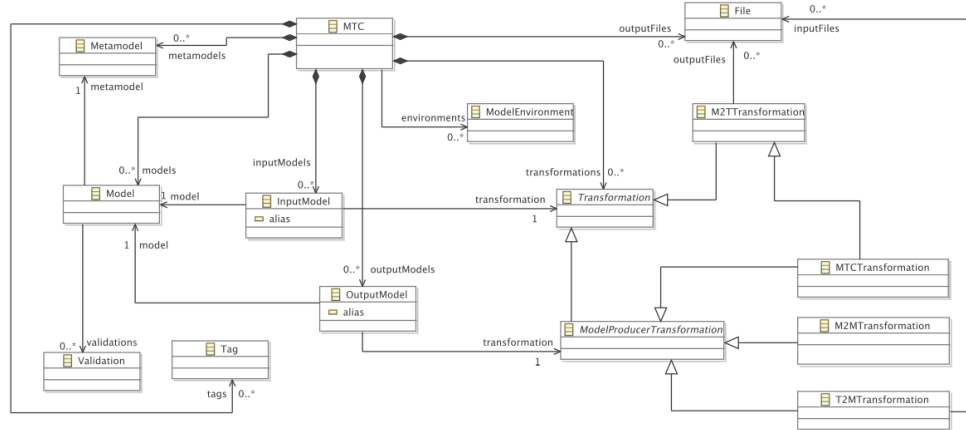 MTC
File
0..*
inputFiles
outputFiles
0..*
outputFiles
0..*
Metamodel
0..*
metamodels
1
metamodel
ModelEnvironment
environments
0..*
M2TTransformation
inputModels
0..*
0..*
models
transformations
0..*
Model
1
model
InputModel
alias
transformation
1
Transformation
1
model
0..*
outputModels
OutputModel
alias
MTCTransformation
transformation
1
ModelProducerTransformation
M2MTransformation
0..*
validations
Validation
Tag
tags
0..*
T2MTransformation